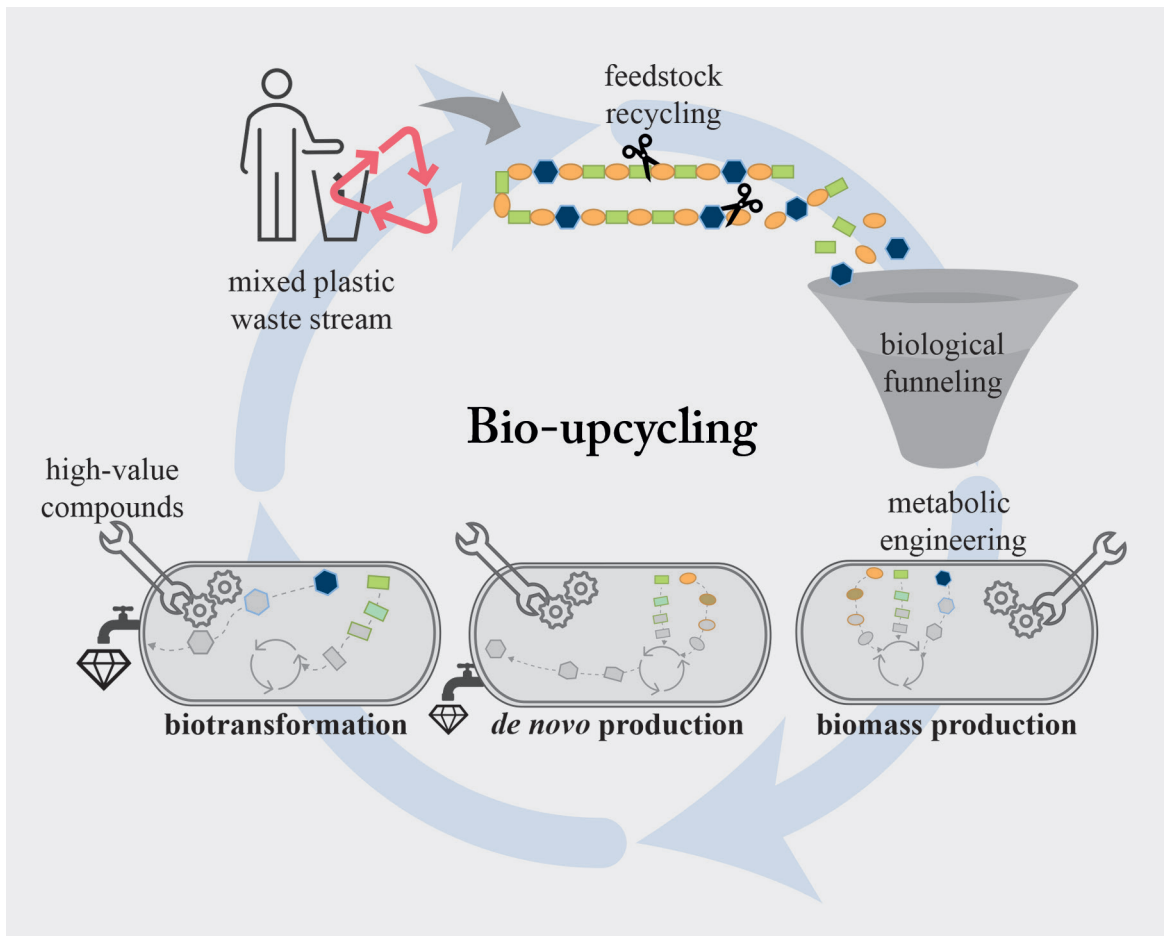 feedstock
recycling
mixed plastic
waste stream
biological
funneling
Bio-upcycling
high-value
compounds
metabolic
engineering
biotransformation
de novo production
biomass production